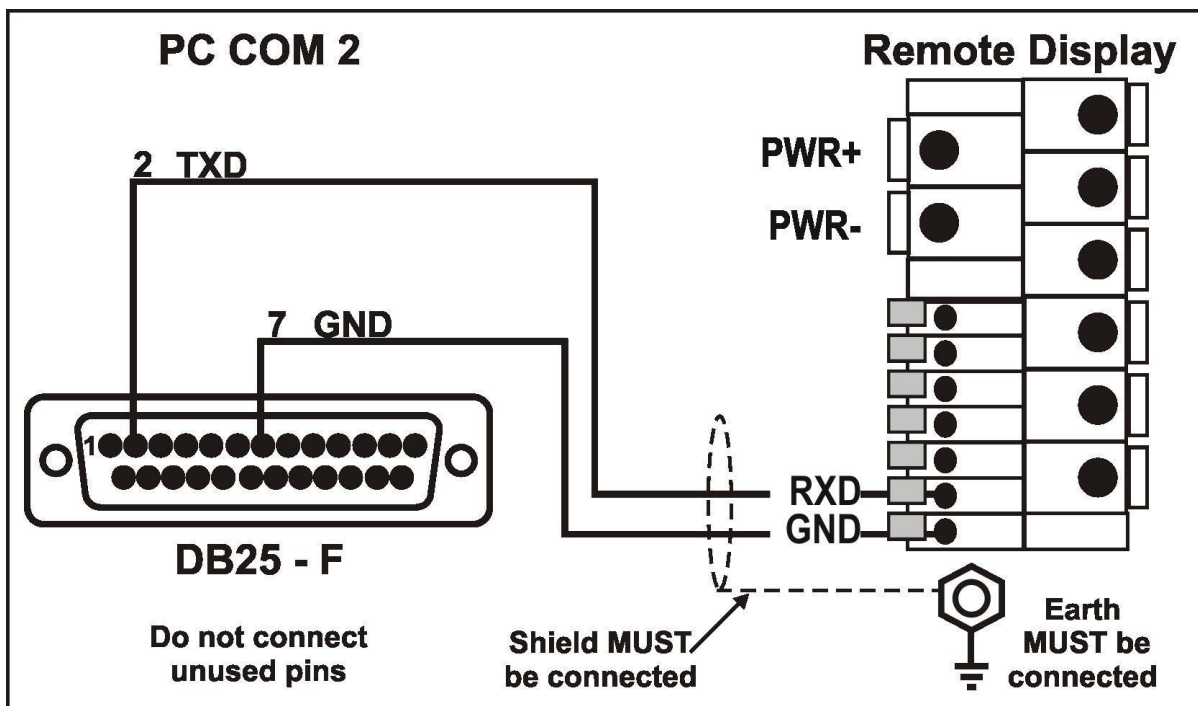 PC COM 2
Remote Display
PWR+
PWR-
2 TXD
7 GND
1
RXD
GND
DB25 - F
Do not connect
unused pins
Shield MUST
be connected
Earth
MUST be
connected